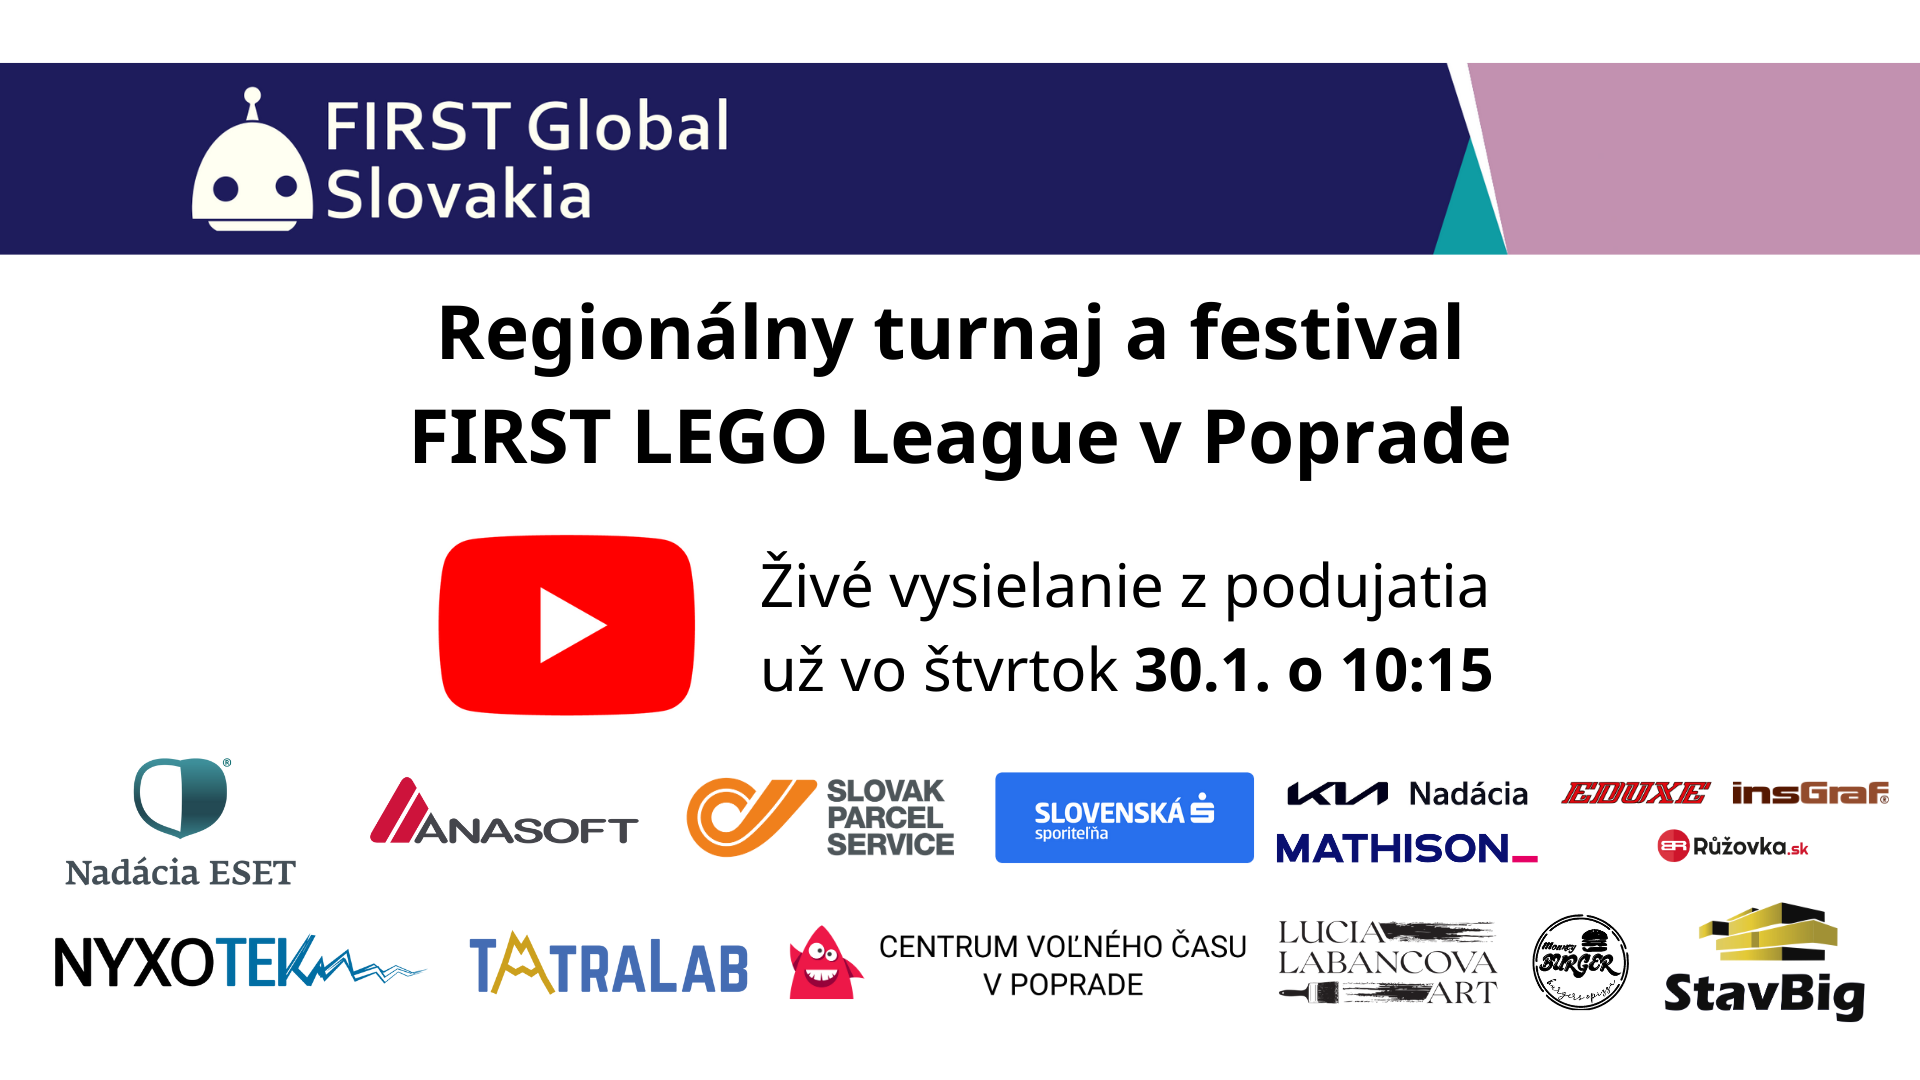 FIRST Global
Slovakia
Regionálny turnaj a festival
FIRST LEGO League v Poprade
Živé vysielanie z podujatia
už vo štvrtok 30.1. o 10:15
Nadácia ESET
ANASOFT
SLOVAK
PARCEL
SERVICE
SLOVENSKÁ
sporiteľňa
KIA Nadácia
MATHISON_
EDUXE
insGraf®
Růžovka.sk
NYXOTEK
TATRALAB
CENTRUM VOĽNÉHO ČASU
V POPRADE
LUCIA
LABANCOVA
ART
BURGER
StavBig